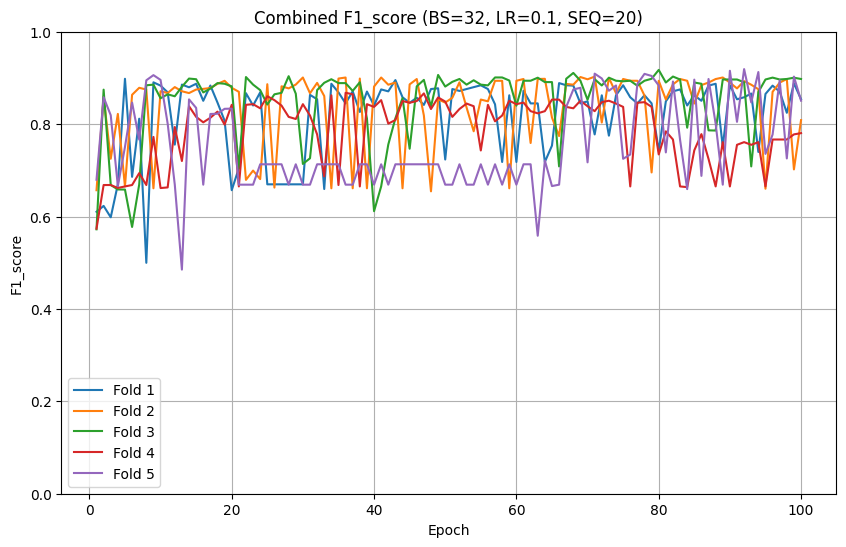 Combined F1_score (BS=32, LR=0.1, SEQ=20)
F1_score
1.0
0.8
0.6
0.4
0.2
0.0
Fold 1
Fold 2
Fold 3
Fold 4
Fold 5
0 20 40 60 80 100
Epoch